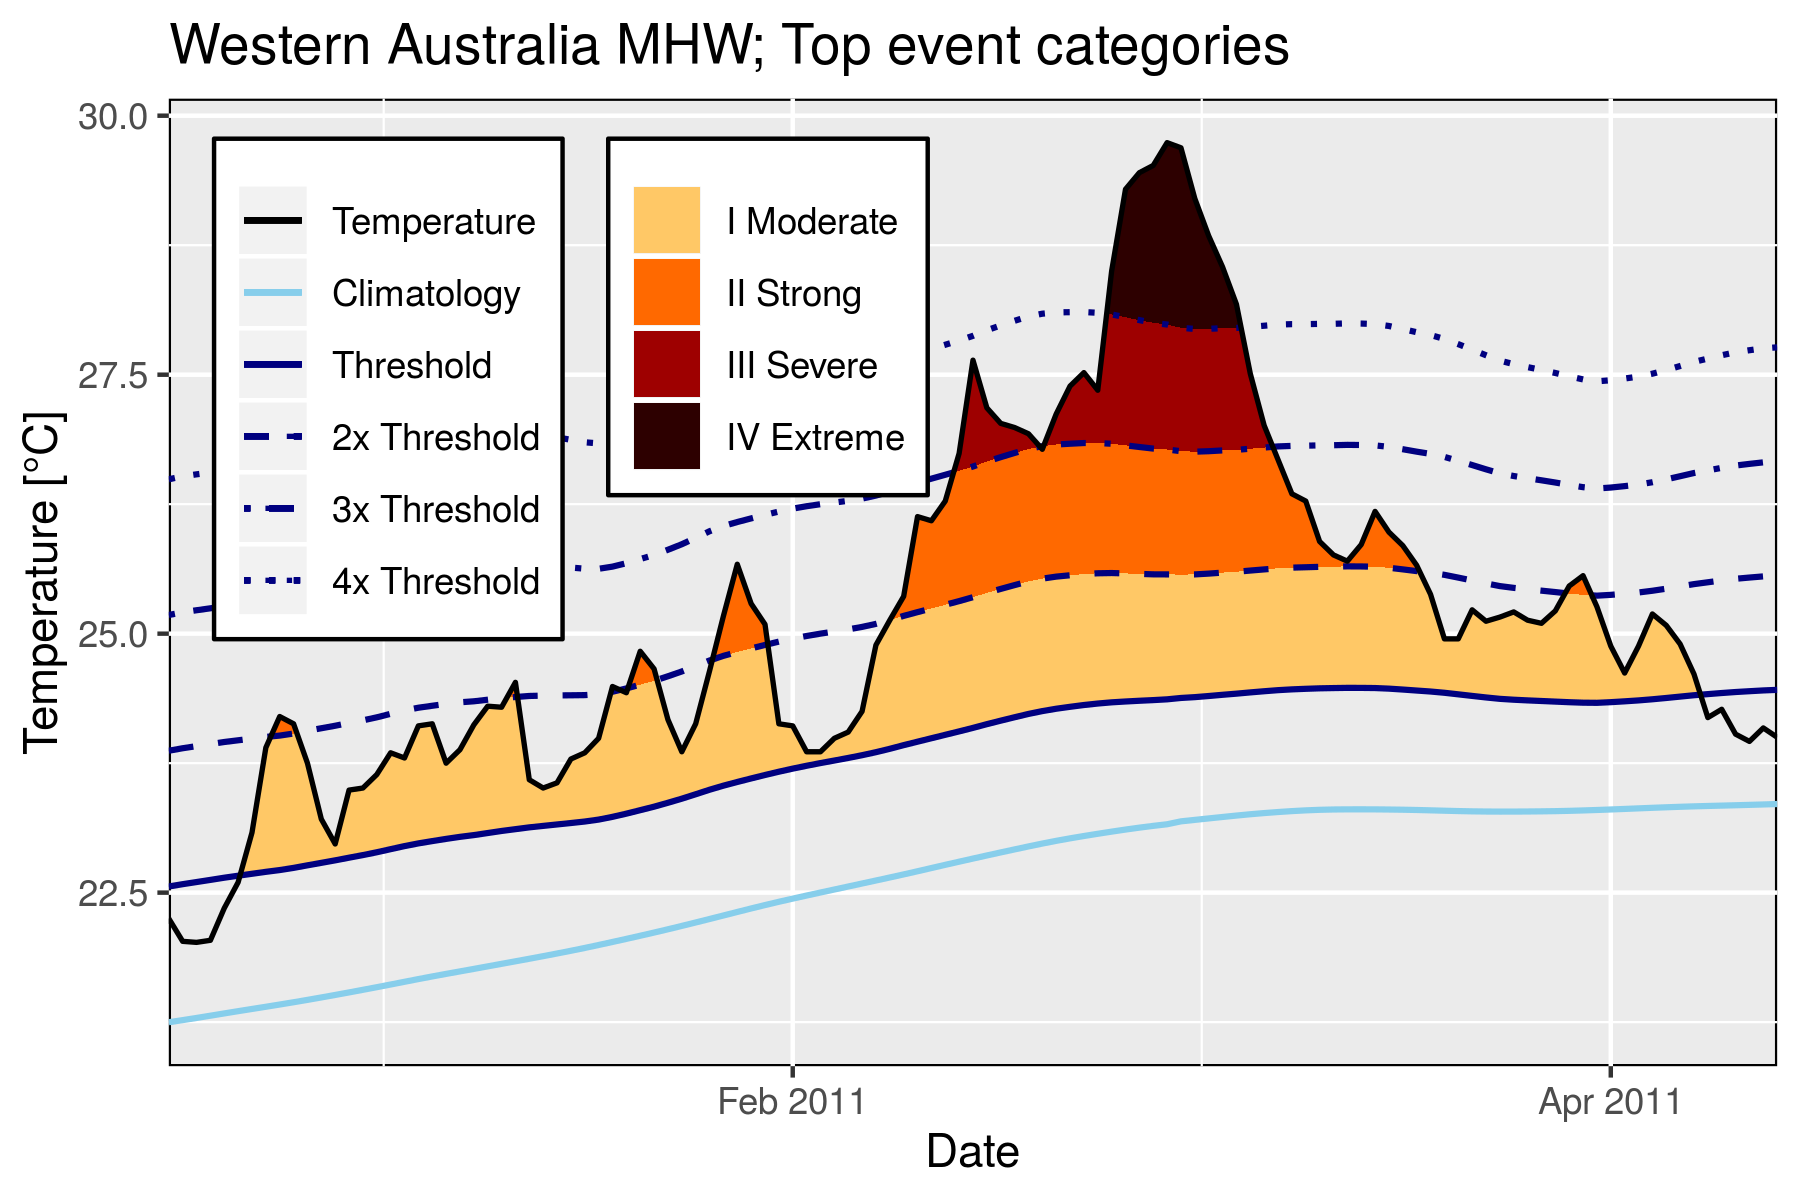 Western Australia MHW; Top event categories
Temperature [°C]
30.0
27.5
25.0
22.5
Temperature
Climatology
Threshold
2x Threshold
3x Threshold
4x Threshold
I Moderate
II Strong
III Severe
IV Extreme
Feb 2011
Apr 2011
Date